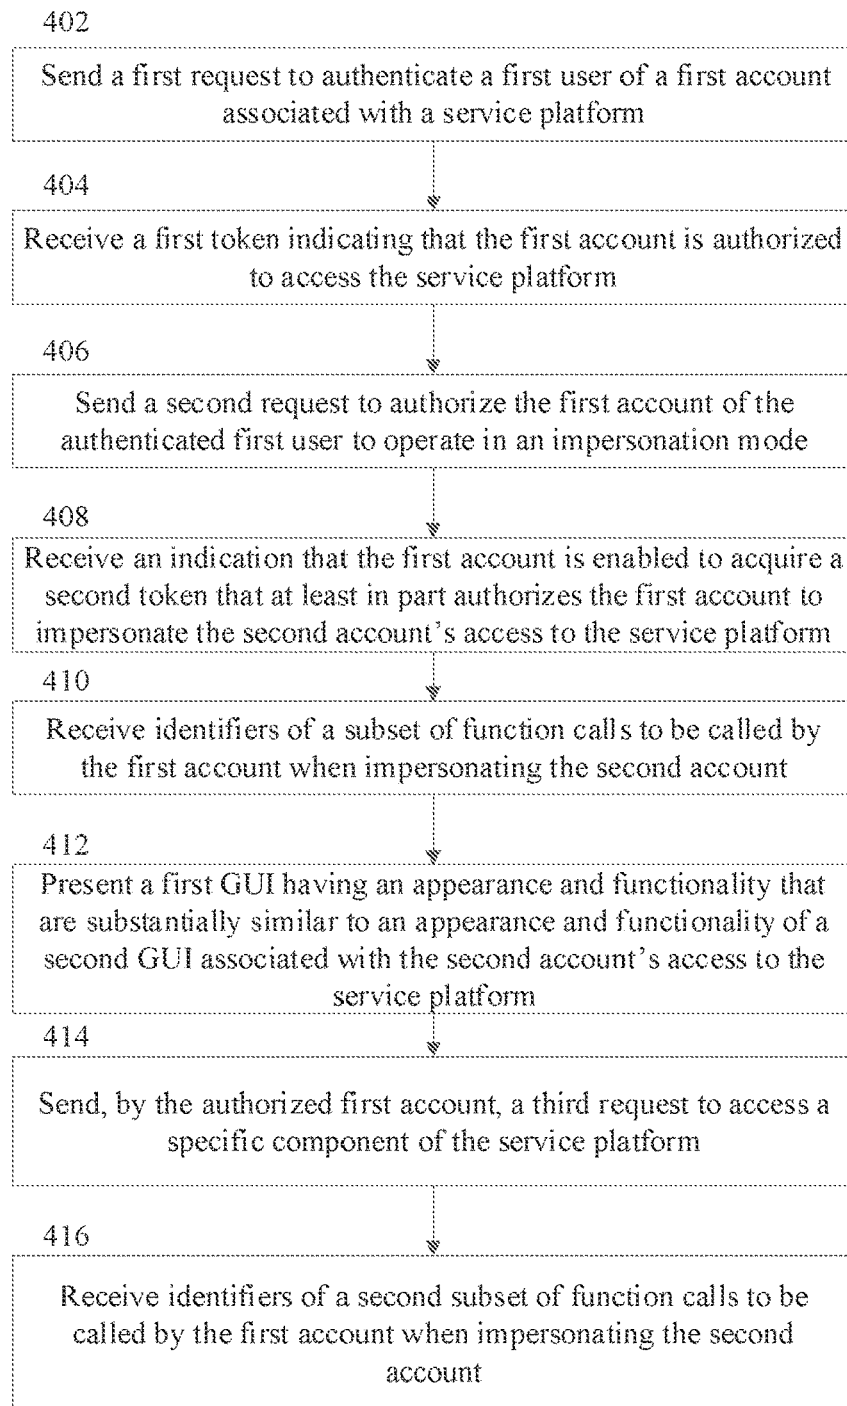 402
Send a first request to authenticate a first user of a first account
associated with a service platform
404
Receive a first token indicating that the first account is authorized
to access the service platform
406
Send a second request to authorize the first account of the
authenticated first user to operate in an impersonation mode
408
Receive an indication that the first account is enabled to acquire a
second token that at least in part authorizes the first account to
impersonate the second account's access to the service platform
410
Receive identifiers of a subset of function calls to be called by
the first account when impersonating the second account
412
Present a first GUI having an appearance and functionality that
are substantially similar to an appearance and functionality of a
second GUI associated with the second account's access to the
service platform
414
Send, by the authorized first account, a third request to access a
specific component of the service platform
416
Receive identifiers of a second subset of function calls to be
called by the first account when impersonating the second
account